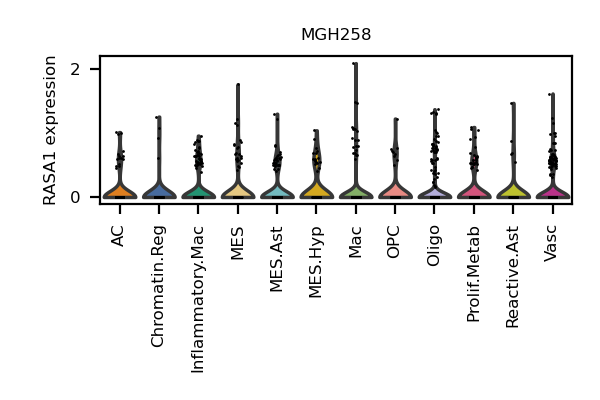 MGH258
RASA1 expression
2
0
AC
Chromatin.Reg
Inflammatory.Mac
MES
MES.Ast
MES.Hyp
Mac
OPC
Oligo
Prolif.Metab
Reactive.Ast
Vasc